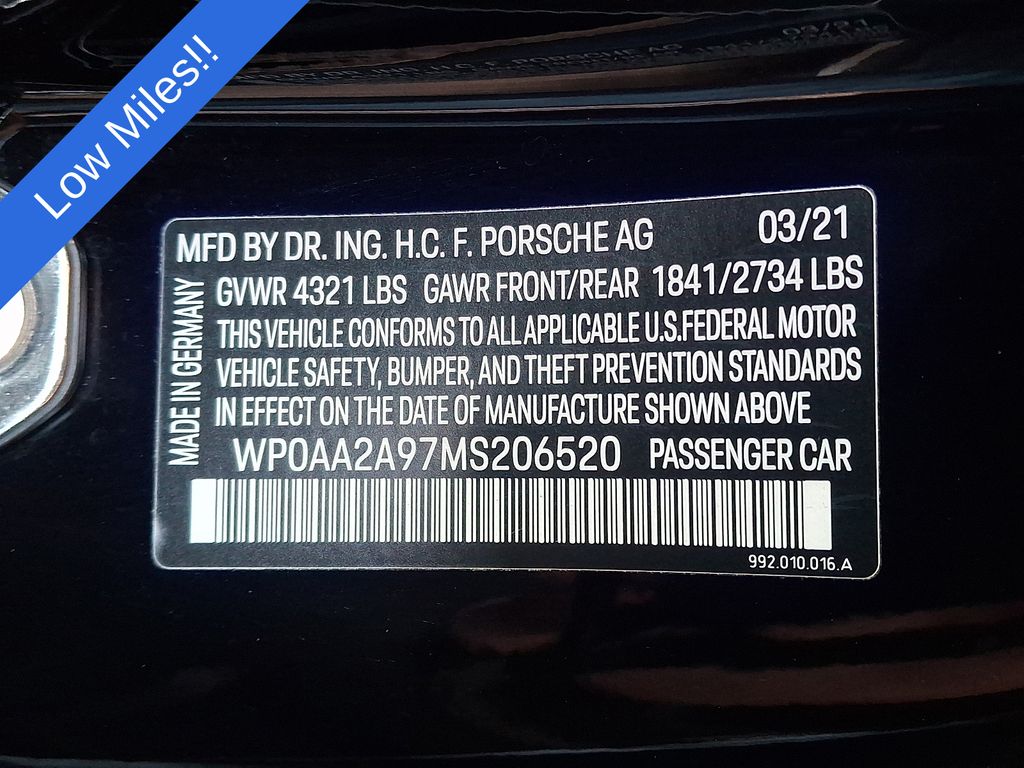 Low Miles!!
MFD BY DR. ING. H.C. F. PORSCHE AG 03/21
GVWR 4321 LBS GAWR FRONT/REAR 1841/2734 LBS
THIS VEHICLE CONFORMS TO ALL APPLICABLE U.S.FEDERAL MOTOR
VEHICLE SAFETY, BUMPER, AND THEFT PREVENTION STANDARDS
IN EFFECT ON THE DATE OF MANUFACTURE SHOWN ABOVE
WP0AA2A97MS206520 PASSENGER CAR
992.010.016.A
MADE IN GERMANY